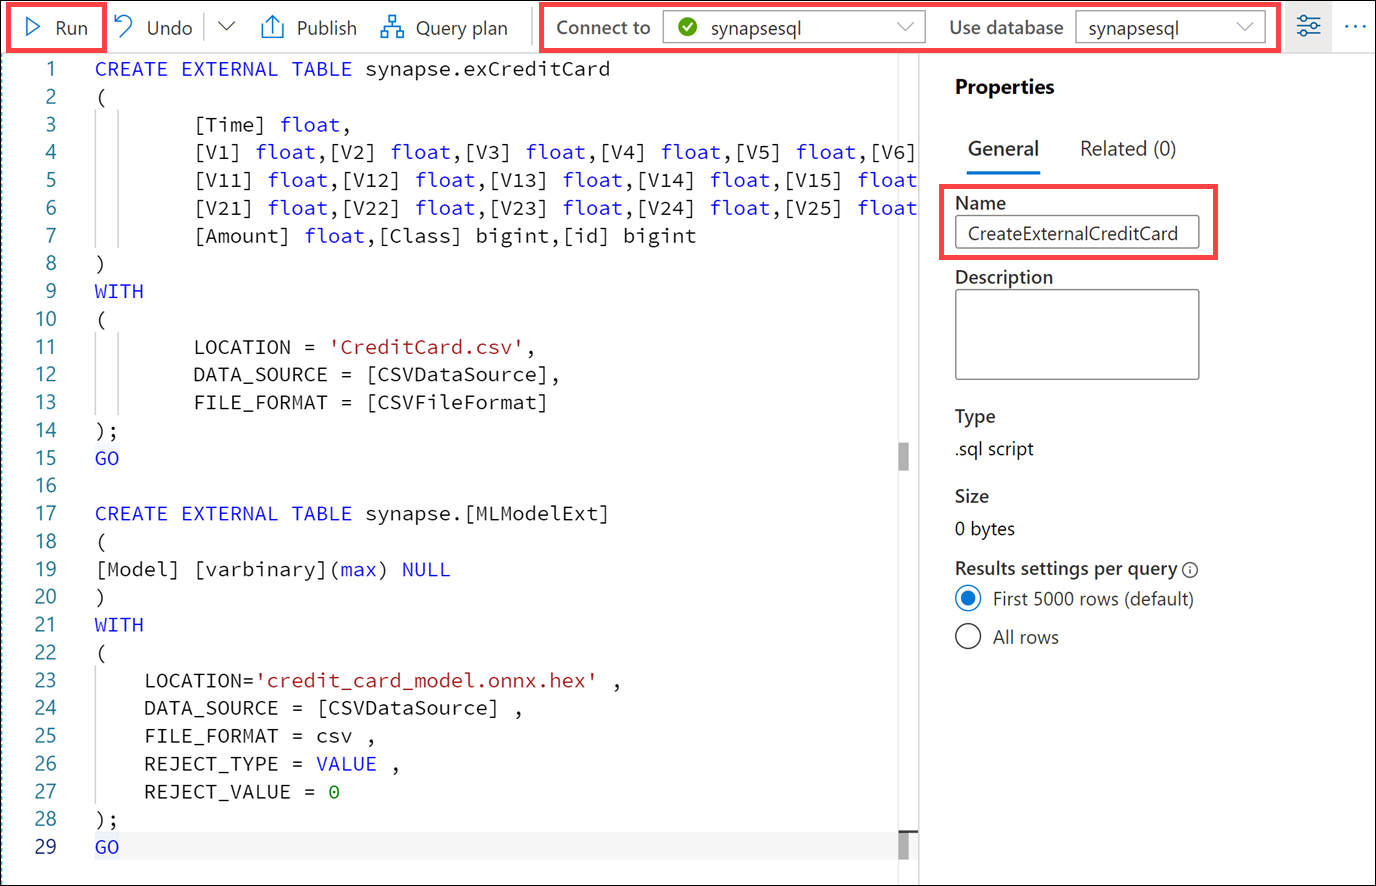 Run Undo Publish Query plan Connect to synapsesql Use database synapsesql
1 CREATE EXTERNAL TABLE synapse.exCreditCard
2 (
3 [Time] float,
4 [V1] float,[V2] float,[V3] float,[V4] float,[V5] float,[V6]
5 [V11] float,[V12] float,[V13] float,[V14] float,[V15] float
6 [V21] float,[V22] float,[V23] float,[V24] float,[V25] float
7 [Amount] float,[Class] bigint,[id] bigint
8 )
9 WITH
10 (
11 LOCATION = 'CreditCard.csv',
12 DATA_SOURCE = [CSVDataSource],
13 FILE_FORMAT = [CSVFileFormat]
14 );
15 GO
16
17 CREATE EXTERNAL TABLE synapse.[MLModelExt]
18 (
19 [Model] [varbinary](max) NULL
20 )
21 WITH
22 (
23 LOCATION='credit_card_model.onnx.hex' ,
24 DATA_SOURCE = [CSVDataSource] ,
25 FILE_FORMAT = csv ,
26 REJECT_TYPE = VALUE ,
27 REJECT_VALUE = 0
28 );
29 GO
Properties
General Related (0)
Name
CreateExternalCreditCard
Description
Type
.sql script
Size
0 bytes
Results settings per query
First 5000 rows (default)
All rows